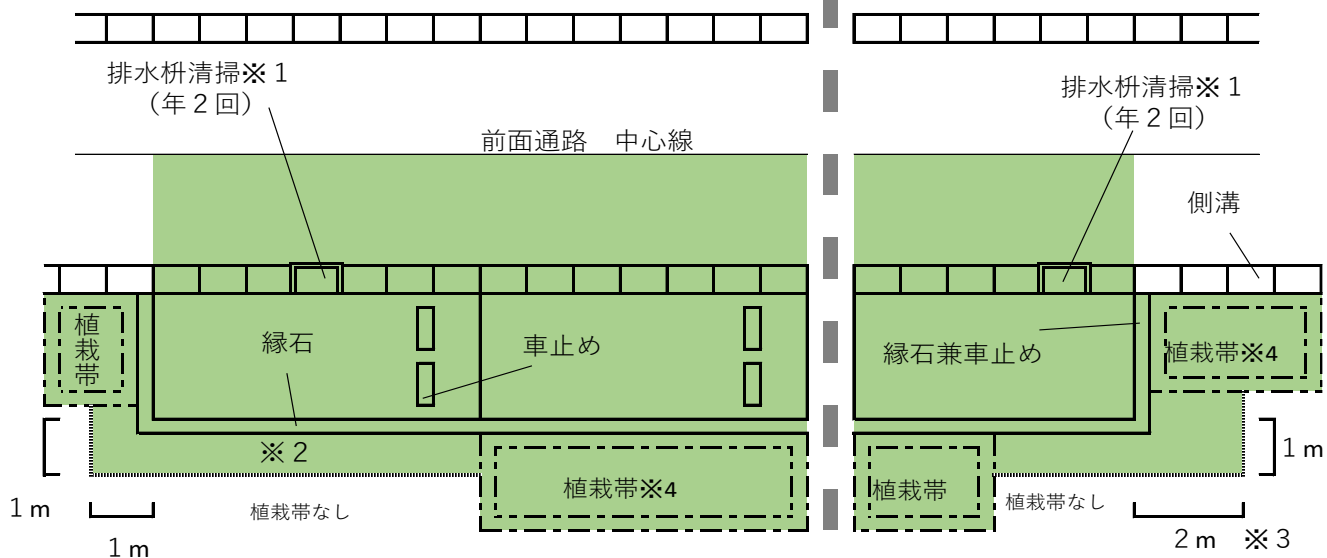 排水枡清掃※１
（年２回）
排水枡清掃※１
（年２回）
前面通路　中心線
側溝
植栽帯
縁石
車止め
縁石兼車止め
植栽帯※4
※２
1ｍ
植栽帯※4
植栽帯
植栽帯なし
植栽帯なし
1ｍ
1ｍ
2ｍ　※３